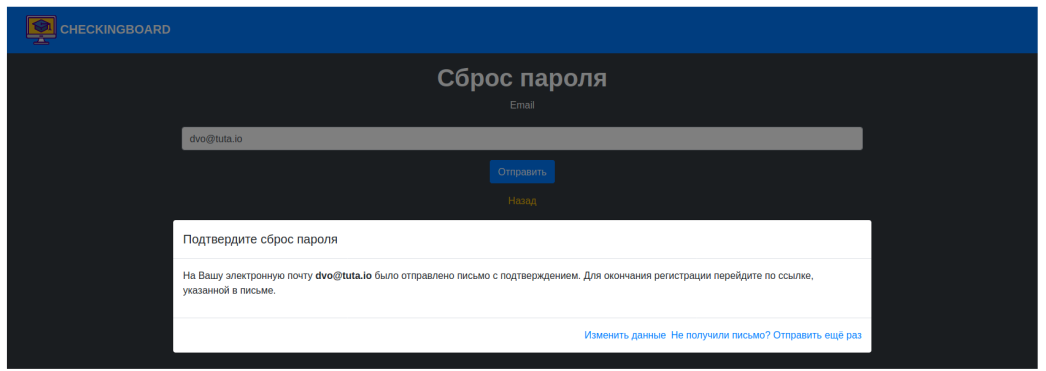 CHECKINGBOARD
Сброс пароля
Email
dvo@tuta.io
Отправить
Назад
Подтвердите сброс пароля
На Вашу электронную почту dvo@tuta.io было отправлено письмо с подтверждением. Для окончания регистрации перейдите по ссылке,
указанной в письме.
Изменить данные Не получили письмо? Отправить ещё раз